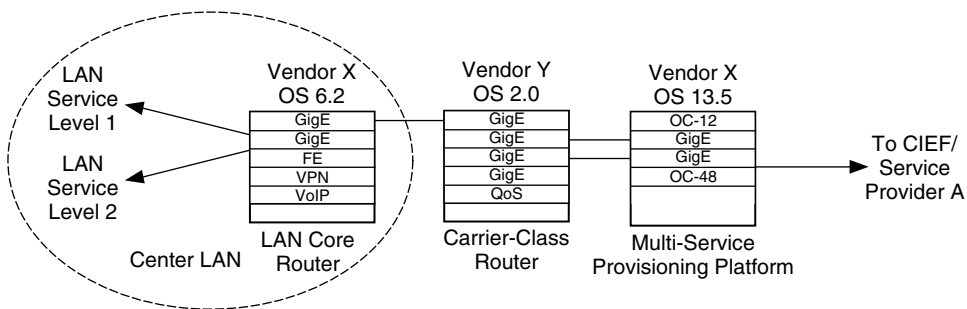 LAN
Service
Level 1
LAN
Service
Level 2
Center LAN
Vendor X
OS 6.2
GigE
GigE
FE
VPN
VoIP
LAN Core
Router
Vendor Y
OS 2.0
GigE
GigE
GigE
GigE
QoS
Carrier-Class
Router
Vendor X
OS 13.5
OC-12
GigE
GigE
OC-48
Multi-Service
Provisioning Platform
To CIEF/
Service
Provider A